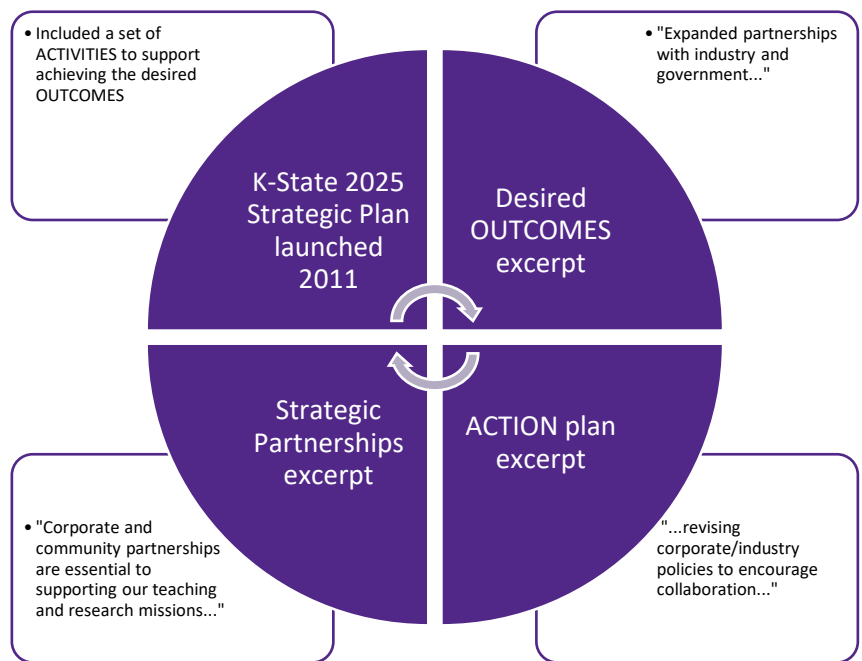 • Included a set of
ACTIVITIES to support
achieving the desired
OUTCOMES
• "Expanded partnerships
with industry and
government..."
K-State 2025
Strategic Plan
launched
2011
Desired
OUTCOMES
excerpt
Strategic
Partnerships
excerpt
ACTION plan
excerpt
• "Corporate and
community partnerships
are essential to
supporting our teaching
and research missions..."
"...revising
corporate/industry
policies to encourage
collaboration..."